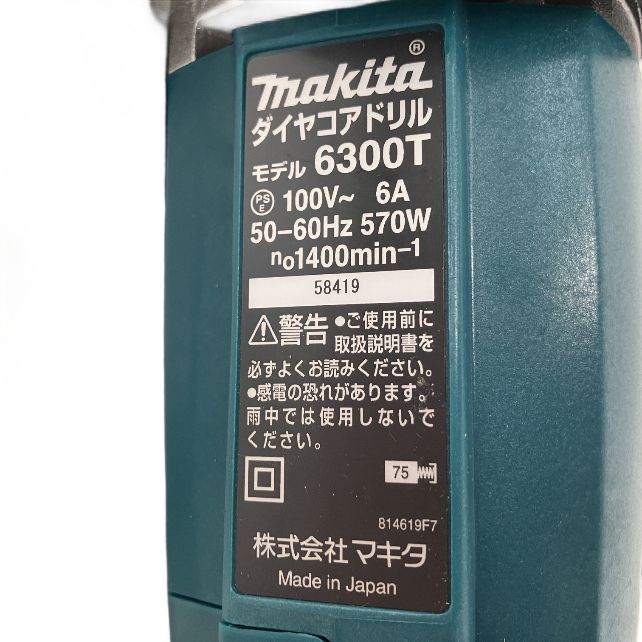 makita®
ダイヤコアドリル
モデル 6300T
PSE 100V~ 6A
50-60Hz 570W
n₀1400min⁻¹
58419
⚠警告 ●ご使用前に
取扱説明書を
必ずよくお読みください。
●感電の恐れがあります。
雨中では使用しないで
ください。
75
814619F7
株式会社 マキタ
Made in Japan